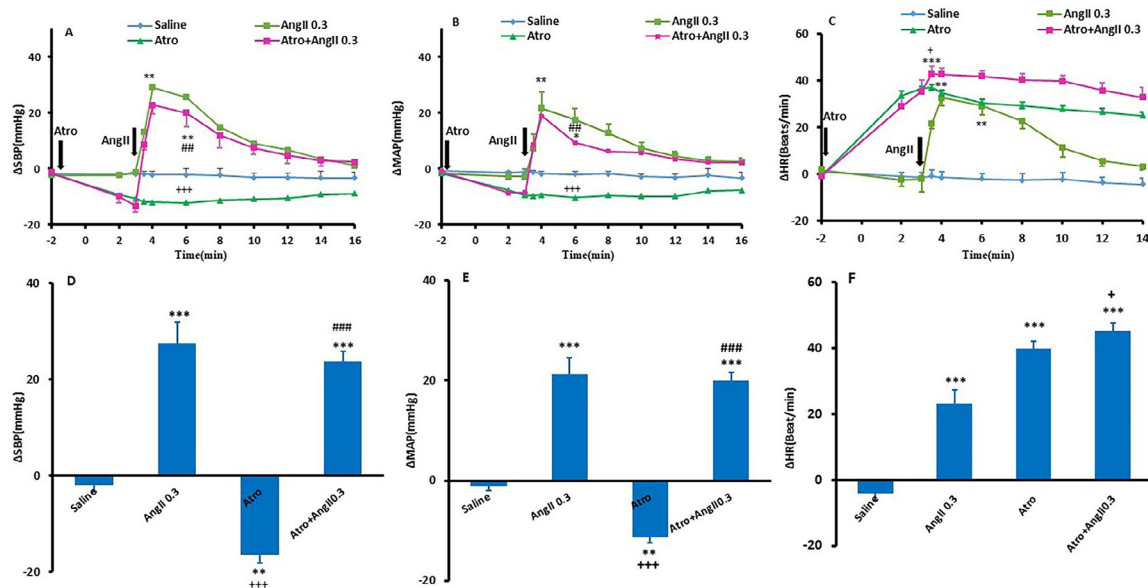 A
Saline
AngII 0.3
Atro
Atro+AngII 0.3
40
20
0
-20
ΔSBP(mmHg)
Atro
AngII
**
**
##
+++
-2 0 2 4 6 8 10 12 14 16
Time(min)
B
Saline
AngII 0.3
Atro
Atro+AngII 0.3
40
20
0
-20
ΔMAP(mmHg)
Atro
AngII
**
##
*
+++
-2 0 2 4 6 8 10 12 14 16
Time(min)
C
Saline
AngII 0.3
Atro
Atro+AngII 0.3
60
40
20
0
-20
ΔHR(Beats/min)
Atro
AngII
+
***
**
**
-2 0 2 4 6 8 10 12 14
Time(min)
D
40
20
0
-20
ΔSBP(mmHg)
***
###
***
**
+++
Saline
AngII 0.3
Atro
Atro+AngII0.3
E
40
20
0
-20
ΔMAP(mmHg)
***
###
***
**
+++
Saline
AngII 0.3
Atro
Atro+AngII0.3
F
60
40
20
0
-20
ΔHR(Beat/min)
***
***
+
***
Saline
AngII 0.3
Atro
Atro+AngII0.3